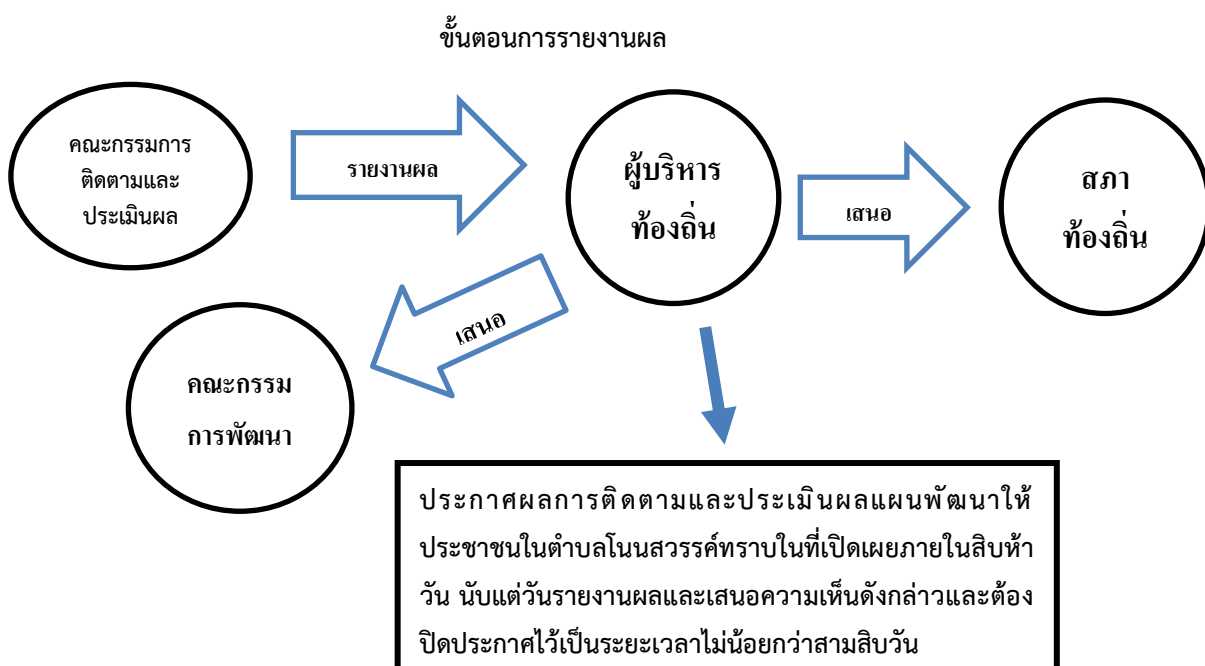 ขั้นตอนการรายงานผล
คณะกรรมการ
ติดตามและ
ประเมินผล
รายงานผล
ผู้บริหาร
ท้องถิ่น
เสนอ
สภา
ท้องถิ่น
เสนอ
คณะกรรม
การพัฒนา
ประกาศผลการติดตามและประเมินผลแผนพัฒนาให้
ประชาชนในตำบลโนนสวรรค์ทราบในที่เปิดเผยภายในสิบห้า
วัน นับแต่วันรายงานผลและเสนอความเห็นดังกล่าวและต้อง
ปิดประกาศไว้เป็นระยะเวลาไม่น้อยกว่าสามสิบวัน